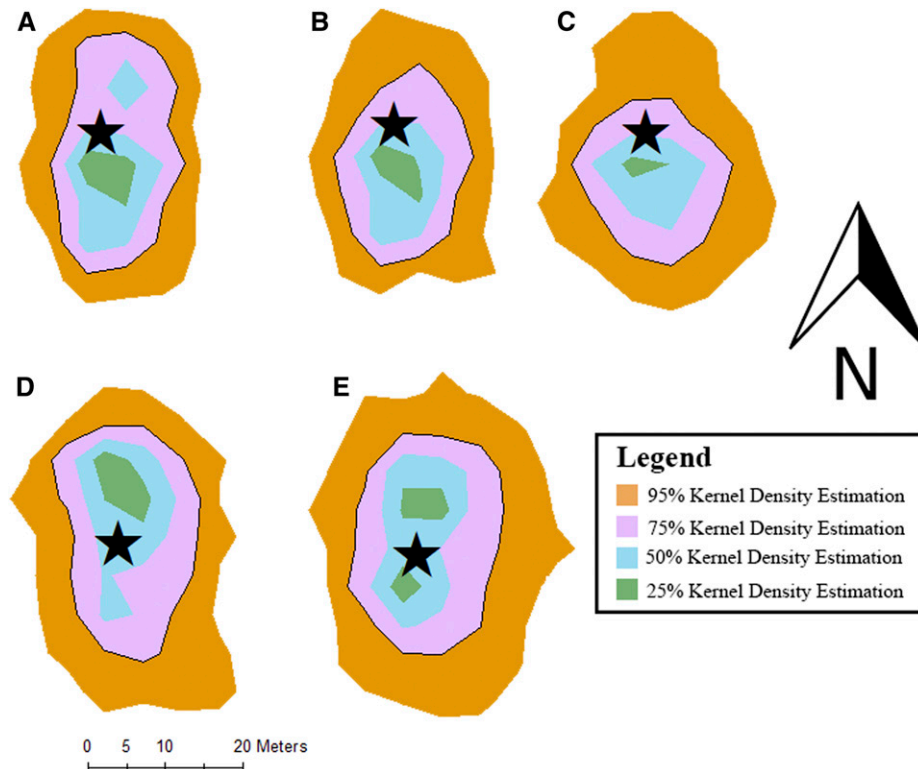 A
B
C
N
D
E
Legend
95% Kernel Density Estimation
75% Kernel Density Estimation
50% Kernel Density Estimation
25% Kernel Density Estimation
0 5 10 20 Meters